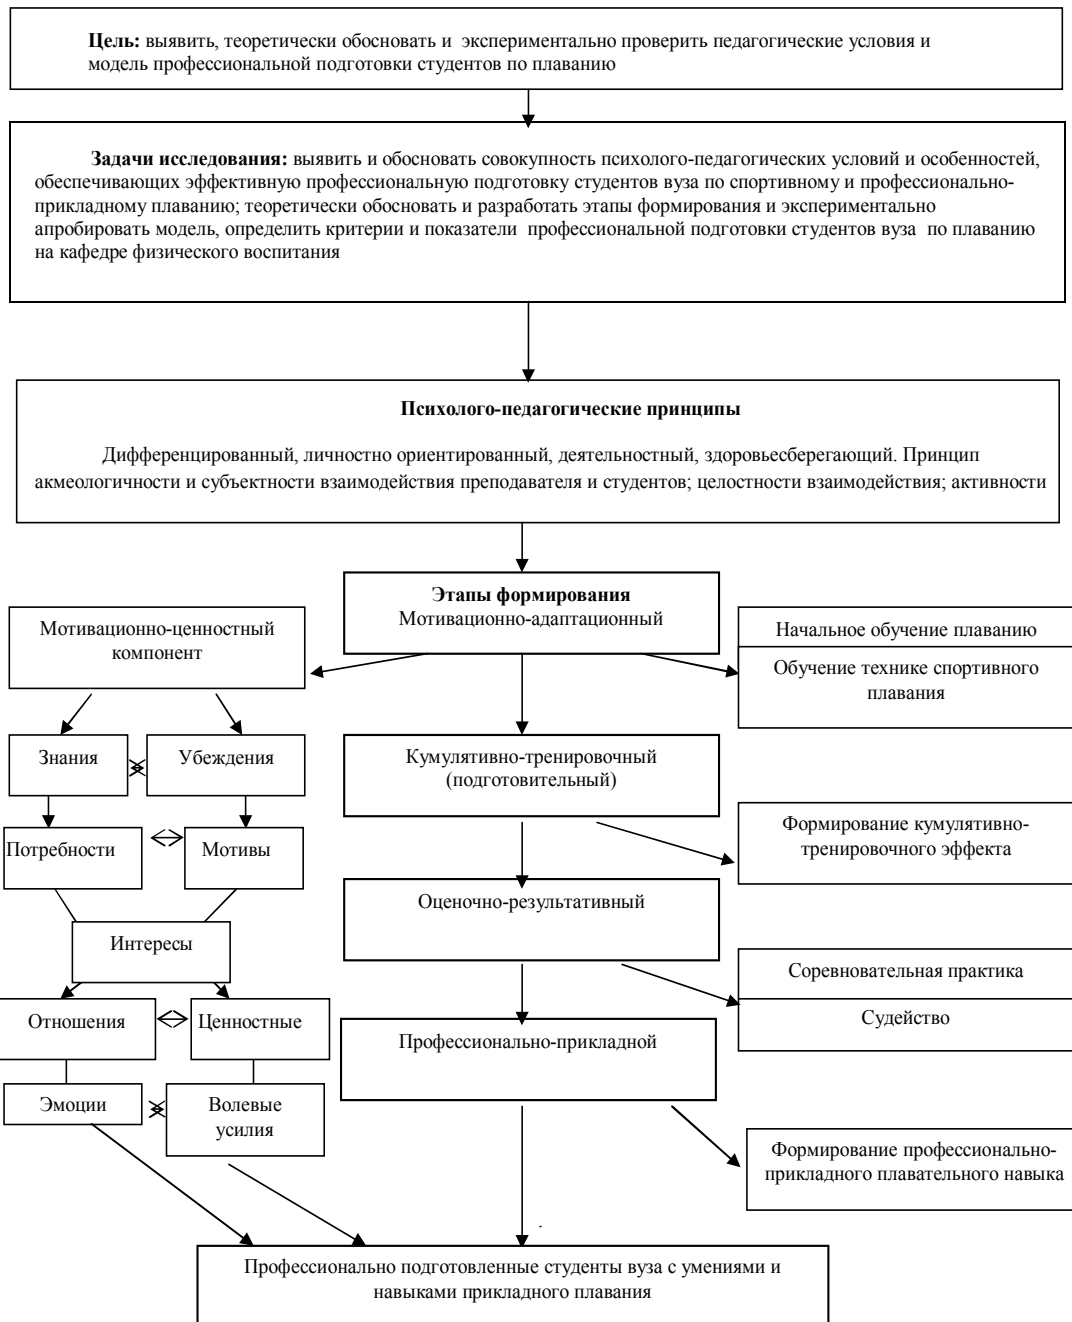 Цель: выявить, теоретически обосновать и экспериментально проверить педагогические условия и
модель профессиональной подготовки студентов по плаванию
Задачи исследования: выявить и обосновать совокупность психолого-педагогических условий и особенностей,
обеспечивающих эффективную профессиональную подготовку студентов вуза по спортивному и профессионально-
прикладному плаванию; теоретически обосновать и разработать этапы формирования и экспериментально
апробировать модель, определить критерии и показатели профессиональной подготовки студентов вуза по плаванию
на кафедре физического воспитания
Психолого-педагогические принципы
Дифференцированный, личностно ориентированный, деятельностный, здоровьесберегающий. Принцип
акмеологичности и субъектности взаимодействия преподавателя и студентов; целостности взаимодействия; активности
Этапы формирования
Мотивационно-адаптационный
Мотивационно-ценностный
компонент
Начальное обучение плаванию
Обучение технике спортивного
плавания
Знания
Убеждения
Кумулятивно-тренировочный
(подготовительный)
Потребности
Мотивы
Формирование кумулятивно-
тренировочного эффекта
Оценочно-результативный
Интересы
Соревновательная практика
Судейство
Отношения
Ценностные
Профессионально-прикладной
Эмоции
Волевые
усилия
Формирование профессионально-
прикладного плавательного навыка
Профессионально подготовленные студенты вуза с умениями и
навыками прикладного плавания